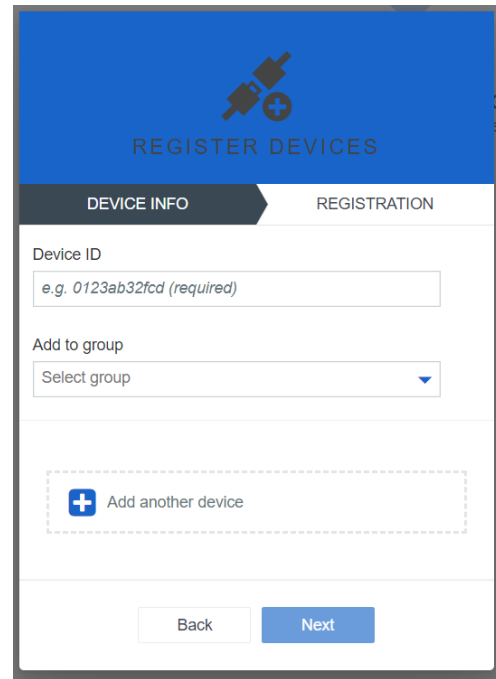 REGISTER DEVICES
DEVICE INFO
REGISTRATION
Device ID
e.g. 0123ab32fcd (required)
Add to group
Select group
Add another device
Back
Next